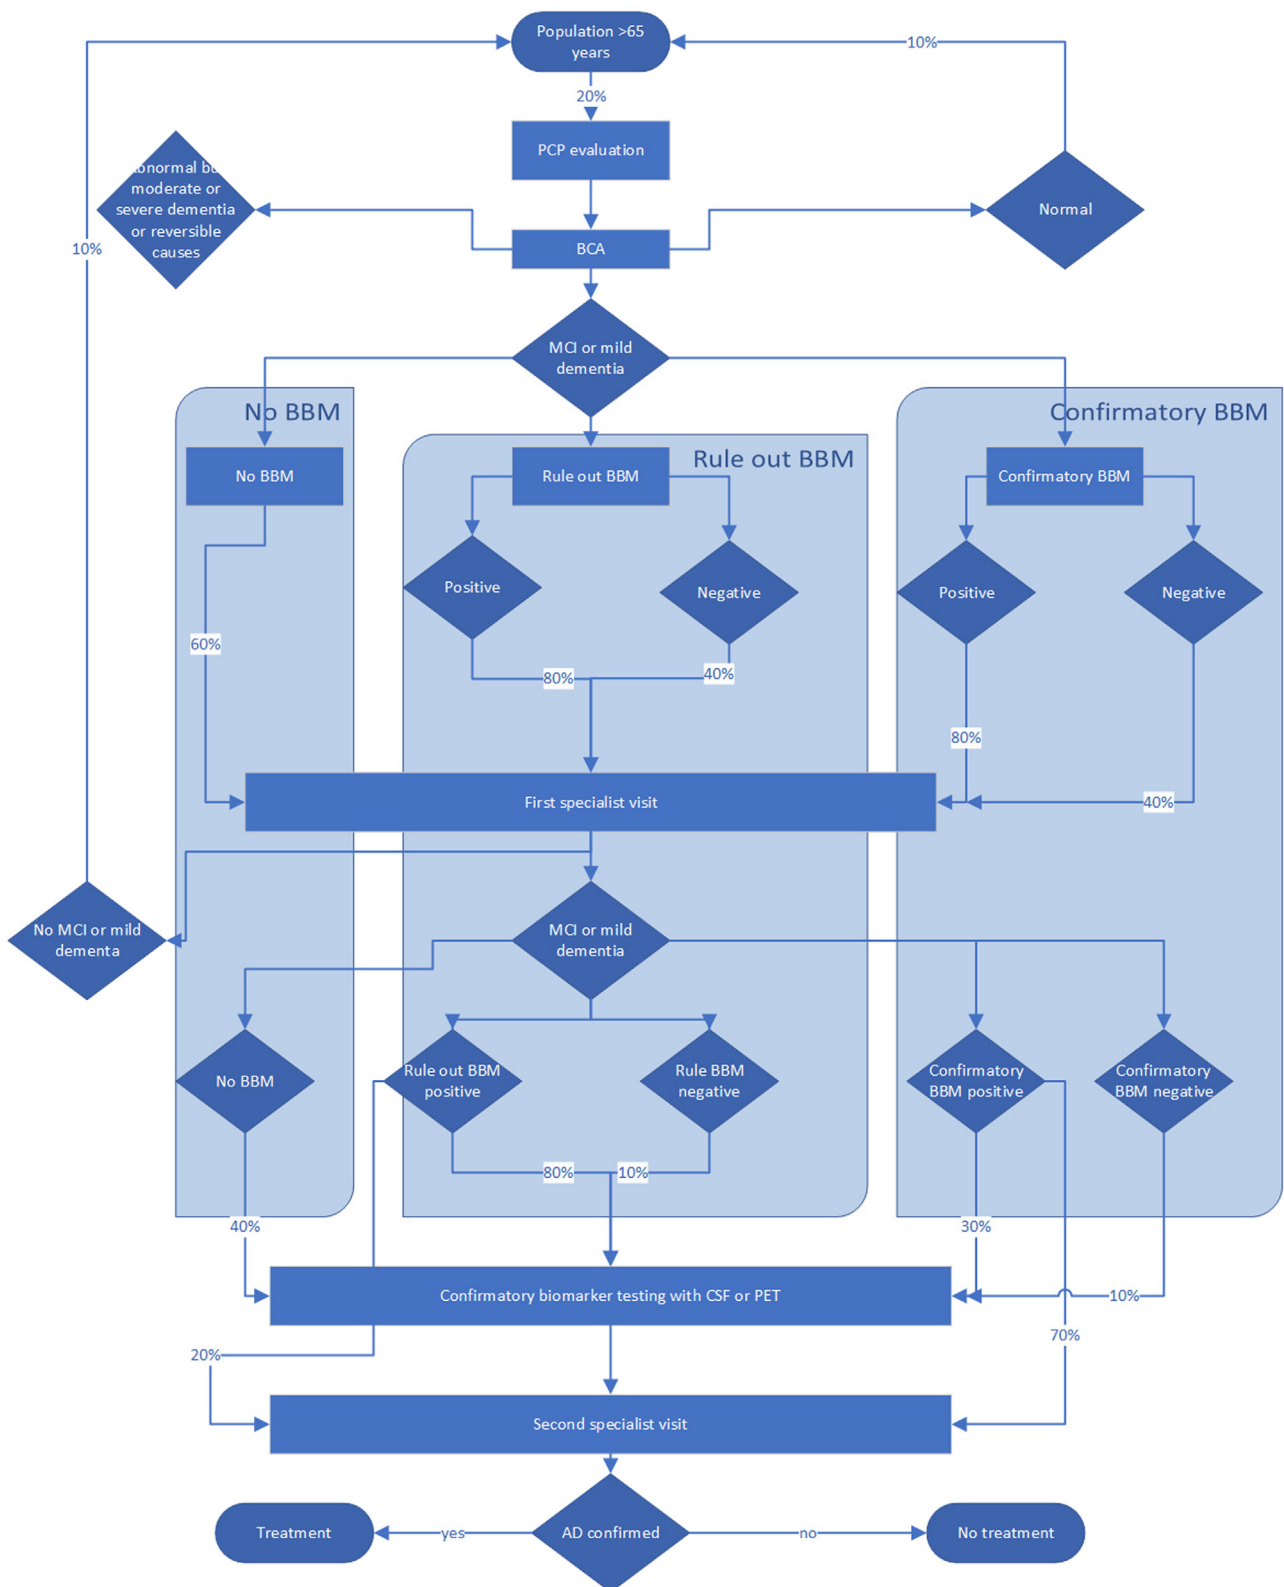 Population >65
years
10%
20%
PCP evaluation
moderate or
severe dementia
or reversible
causes
Normal
10%
BCA
MCI or mild
dementia
No BBM
Confirmatory BBM
Rule out BBM
No BBM
Rule out BBM
Confirmatory BBM
Positive
Negative
Positive
Negative
60%
80%
40%
80%
40%
First specialist visit
No MCI or mild
dementa
MCI or mild
dementia
No BBM
Rule out BBM
positive
Rule BBM
negative
Confirmatory
BBM positive
Confirmatory
BBM negative
80%
10%
40%
30%
Confirmatory biomarker testing with CSF or PET
10%
70%
20%
Second specialist visit
Treatment
yes
AD confirmed
no
No treatment